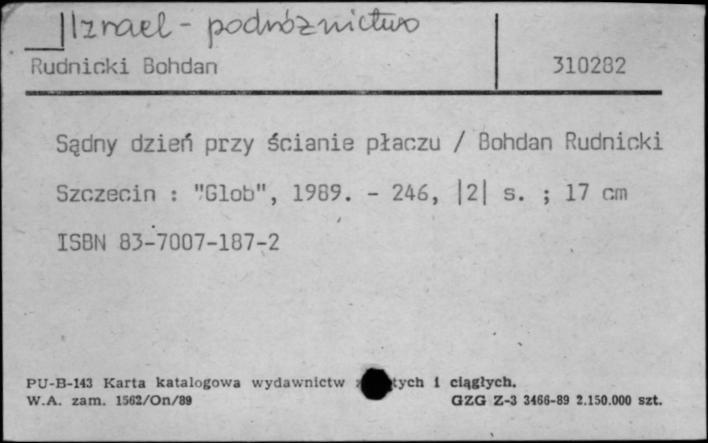 Izrael - podróżnictwo
Rudnicki Bohdan 310282
Sądny dzień przy ścianie płaczu / Bohdan Rudnicki
Szczecin : "Glob", 1989. - 246, |2| s. ; 17 cm
ISBN 83-7007-187-2
PU-B-143 Karta katalogowa wydawnictw tych i ciągłych.
W.A. zam. 1562/On/89 GZG Z-3 3466-89 2.150.000 szt.